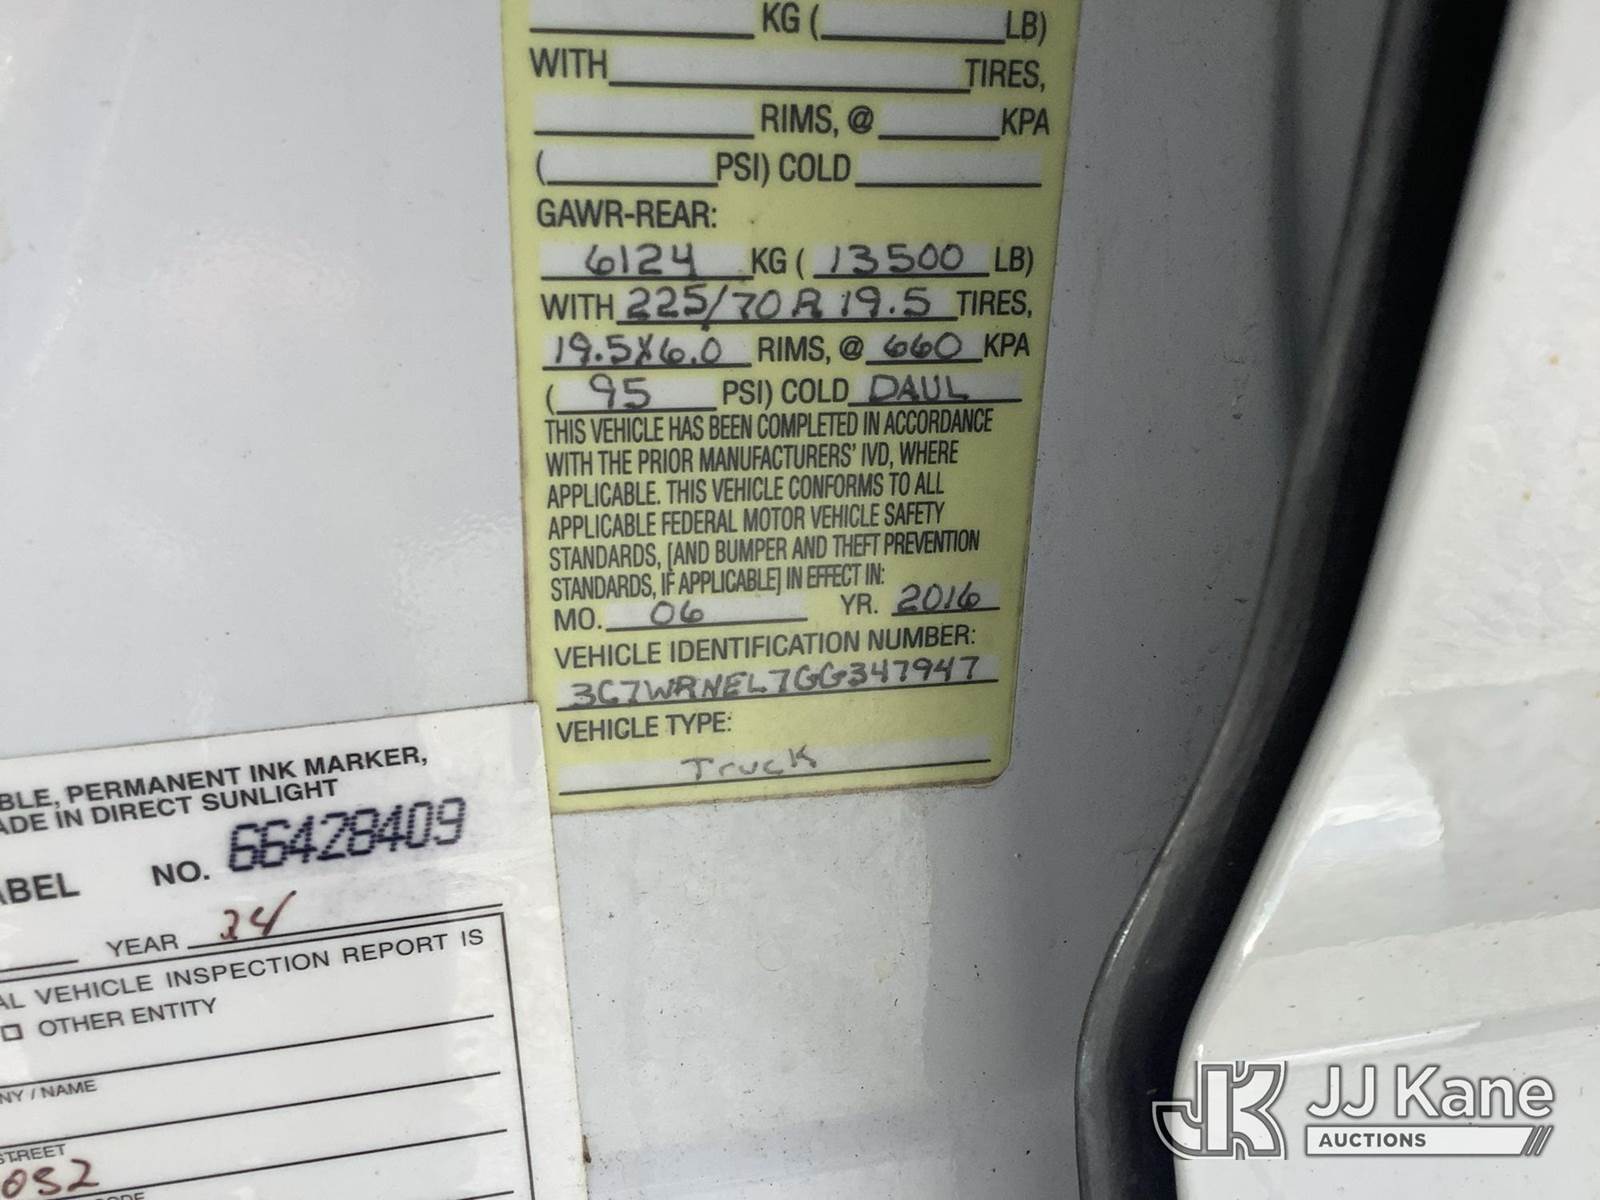 KG ( LB)
WITH TIRES,
RIMS, @ KPA
( PSI) COLD
GAWR-REAR:
6124 KG ( 13500 LB)
WITH 225/70 R 19.5 TIRES,
19.5X6.0 RIMS, @ 660 KPA
( 95 PSI) COLD DAUL
THIS VEHICLE HAS BEEN COMPLETED IN ACCORDANCE
WITH THE PRIOR MANUFACTURERS' IVD, WHERE
APPLICABLE. THIS VEHICLE CONFORMS TO ALL
APPLICABLE FEDERAL MOTOR VEHICLE SAFETY
STANDARDS, [AND BUMPER AND THEFT PREVENTION
STANDARDS, IF APPLICABLE] IN EFFECT IN:
MO. 06 YR. 2016
VEHICLE IDENTIFICATION NUMBER:
3C7WRNEL7GG347947
VEHICLE TYPE:
Truck
BLE, PERMANENT INK MARKER,
ADE IN DIRECT SUNLIGHT
ABEL NO. 66428409
YEAR 24
AL VEHICLE INSPECTION REPORT IS
OTHER ENTITY
NY / NAME
STREET
052
CODE
JJ Kane
AUCTIONS